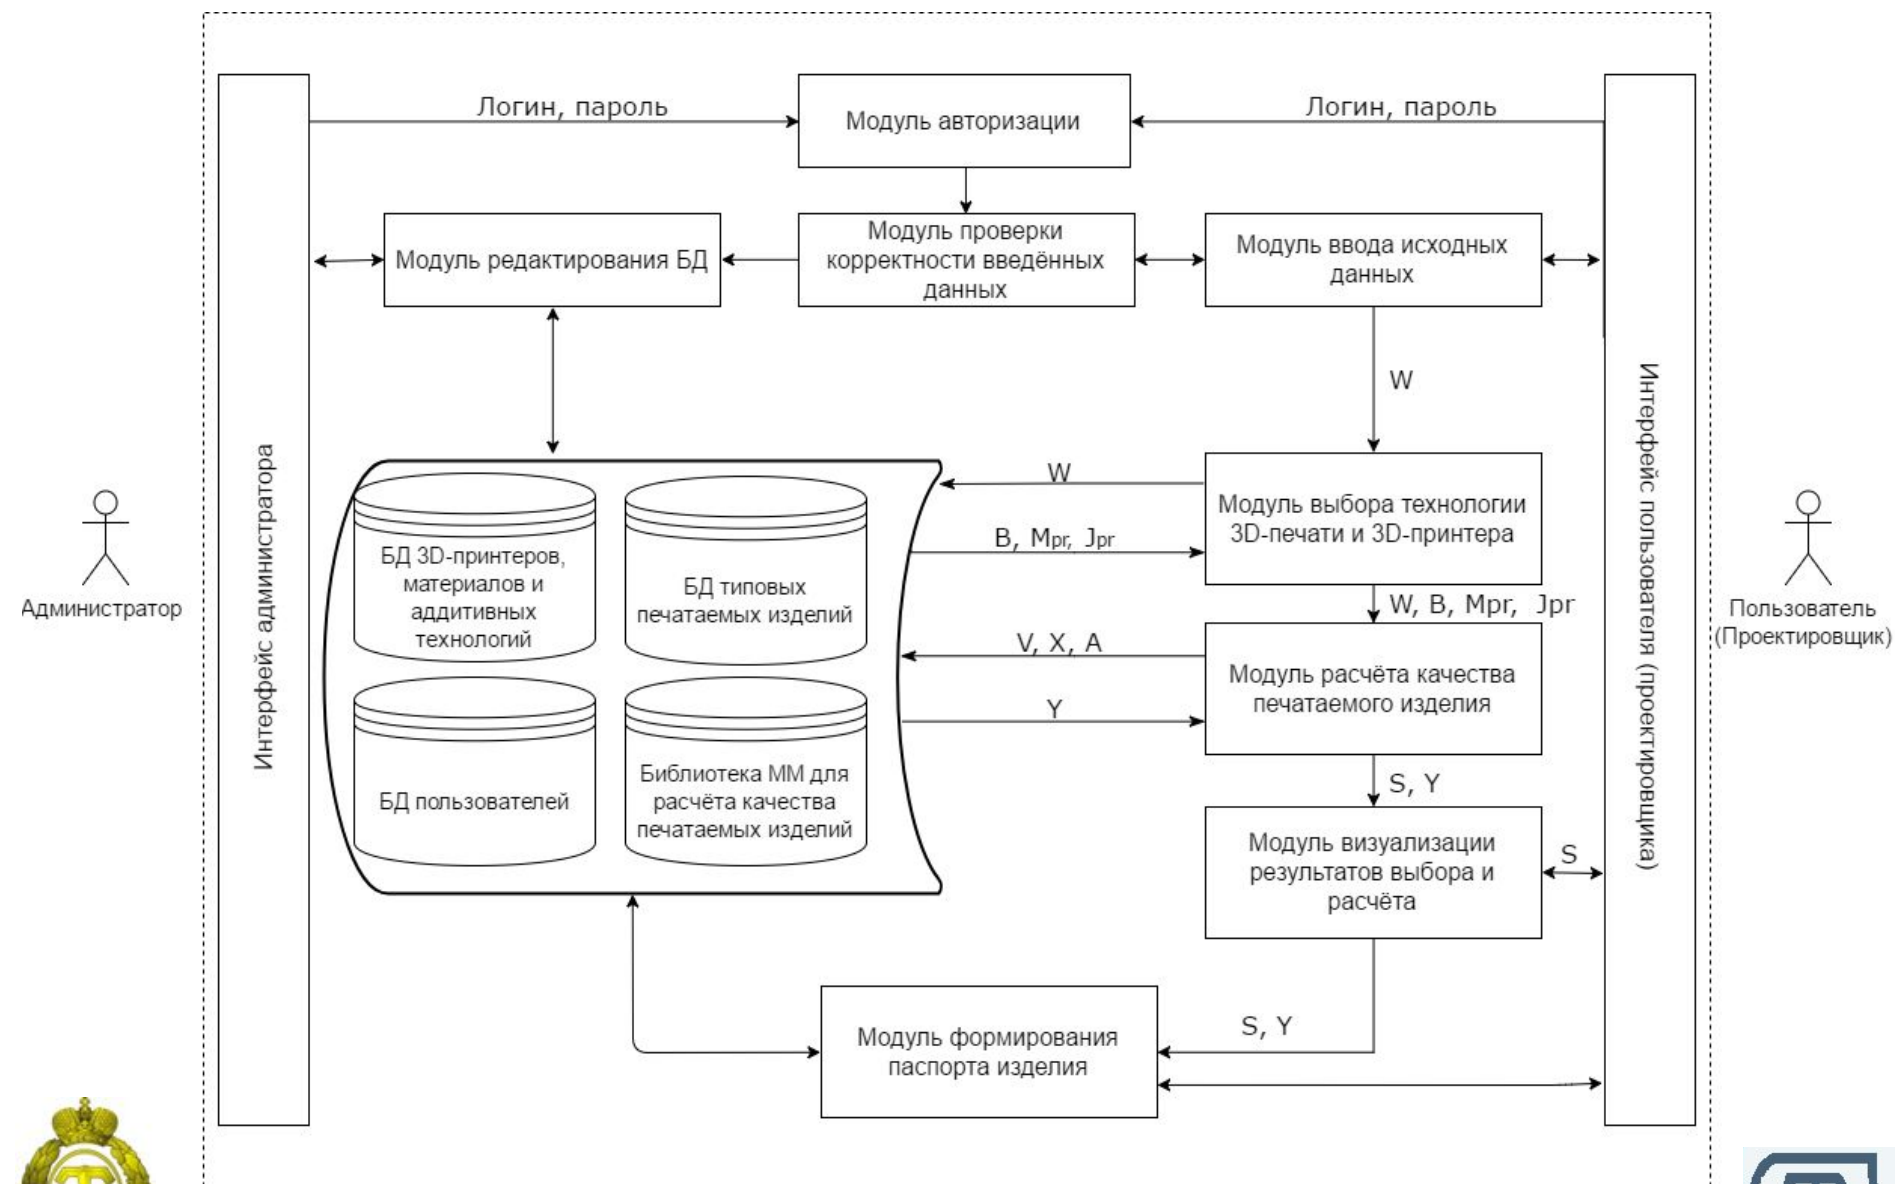 Логин, пароль
Модуль авторизации
Логин, пароль
Модуль редактирования БД
Модуль проверки
корректности введённых
данных
Модуль ввода исходных
данных
W
Интерфейс администратора
Интерфейс пользователя (проектировщика)
Администратор
Пользователь
(Проектировщик)
БД 3D-принтеров,
материалов и
аддитивных
технологий
БД типовых
печатаемых изделий
БД пользователей
Библиотека ММ для
расчёта качества
печатаемых изделий
W
B, Mpr, Jpr
Модуль выбора технологии
3D-печати и 3D-принтера
W, B, Mpr, Jpr
V, X, A
Y
Модуль расчёта качества
печатаемого изделия
S, Y
Модуль визуализации
результатов выбора и
расчёта
S
S, Y
Модуль формирования
паспорта изделия